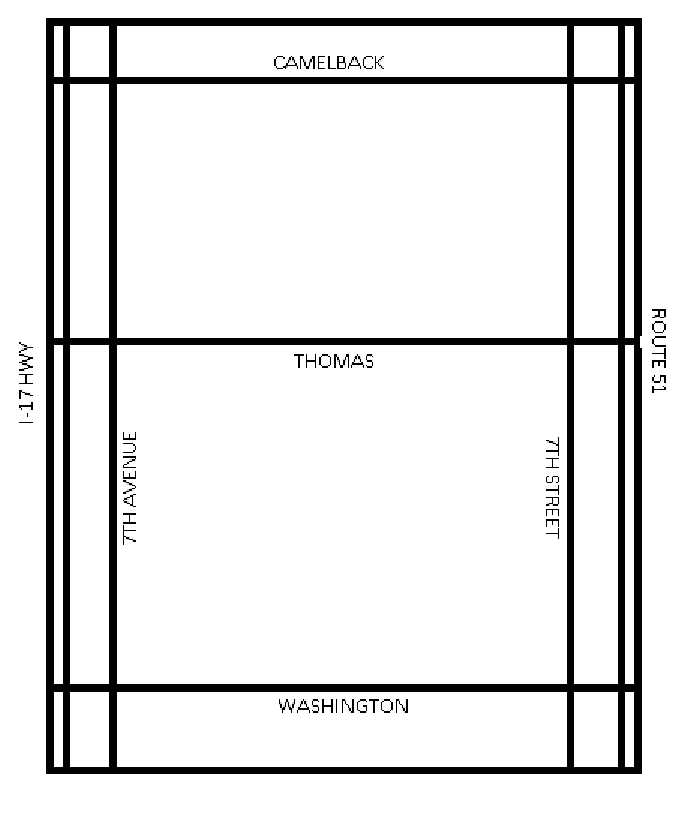 CAMELBACK
ROUTE 51
I-17 HWY
THOMAS
7TH AVENUE
7TH STREET
WASHINGTON